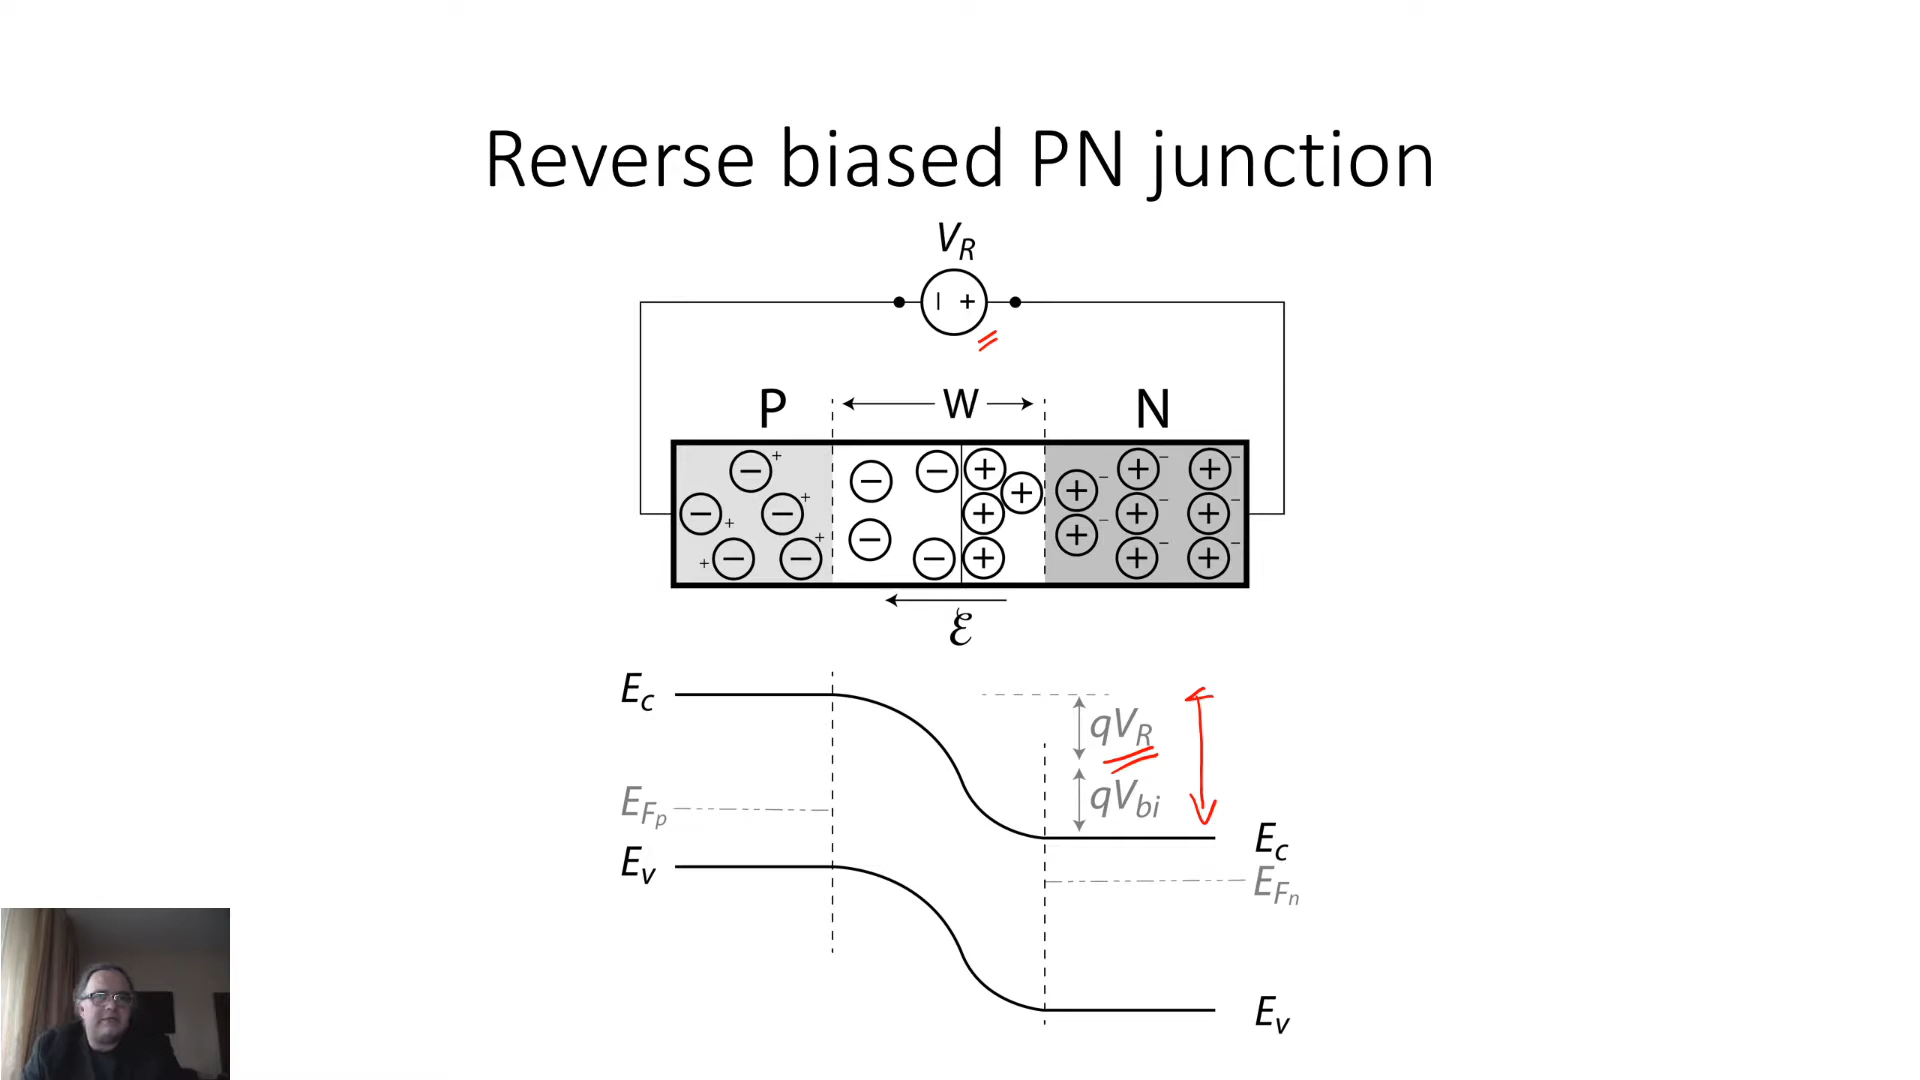 Reverse biased PN junction
V_R
− +
P ← W → N
− + − − + + − + − + −
− + − + + + − + − + −
+ − − + − − + + − + − + −
ℰ
E_c
qV_R
E_Fp qV_bi
E_c
E_v
E_Fn
E_v